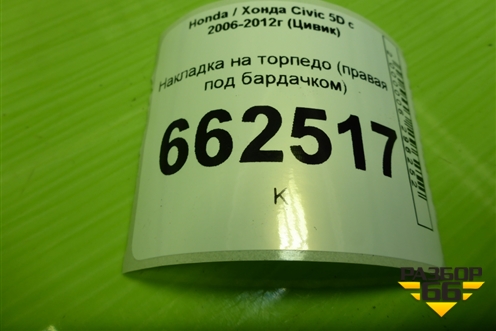 Honda / Хонда Civic 5D с
2006-2012г (Цивик)
Накладка на торпедо (правая
под бардачком)
662517
К
РАЗБОР
66